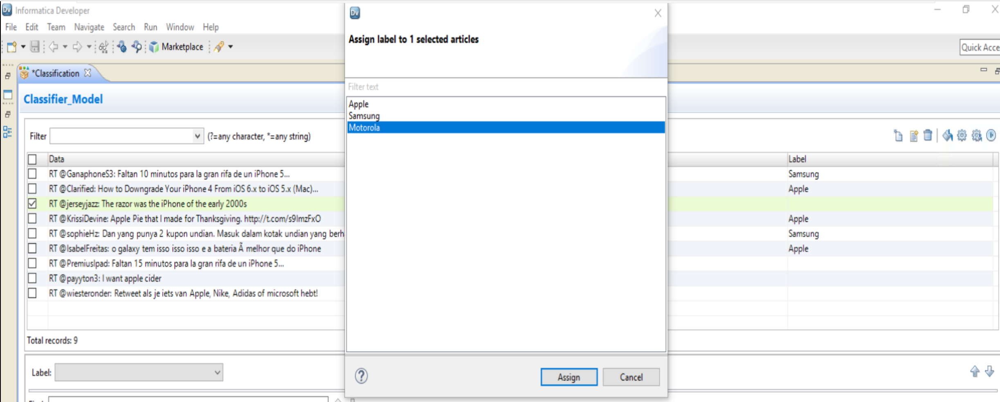 Dv Informatica Developer
File Edit Team Navigate Search Run Window Help
Marketplace
Quick Acce
*Classification
Classifier_Model
Filter (?=any character, *=any string)
Data Label
RT @GanaphoneS3: Faltan 10 minutos para la gran rifa de un iPhone 5... Samsung
RT @Clarified: How to Downgrade Your iPhone 4 From iOS 6.x to iOS 5.x (Mac)... Apple
RT @jerseyjazz: The razor was the iPhone of the early 2000s
RT @KrissiDevine: Apple Pie that I made for Thanksgiving. http://t.com/s9lmzFxO Apple
RT @sophieHz: Dan yang punya 2 kupon undian. Masuk dalam kotak undian yang berh Samsung
RT @IsabelFreitas: o galaxy tem isso isso isso e a bateria Ã melhor que do iPhone Apple
RT @PremiusIpad: Faltan 15 minutos para la gran rifa de un iPhone 5...
RT @payyton3: I want apple cider
RT @wiesteronder: Retweet als je iets van Apple, Nike, Adidas of microsoft hebt!
Total records: 9
Label:
Dv
Assign label to 1 selected articles
Filter text
Apple
Samsung
Motorola
Assign Cancel